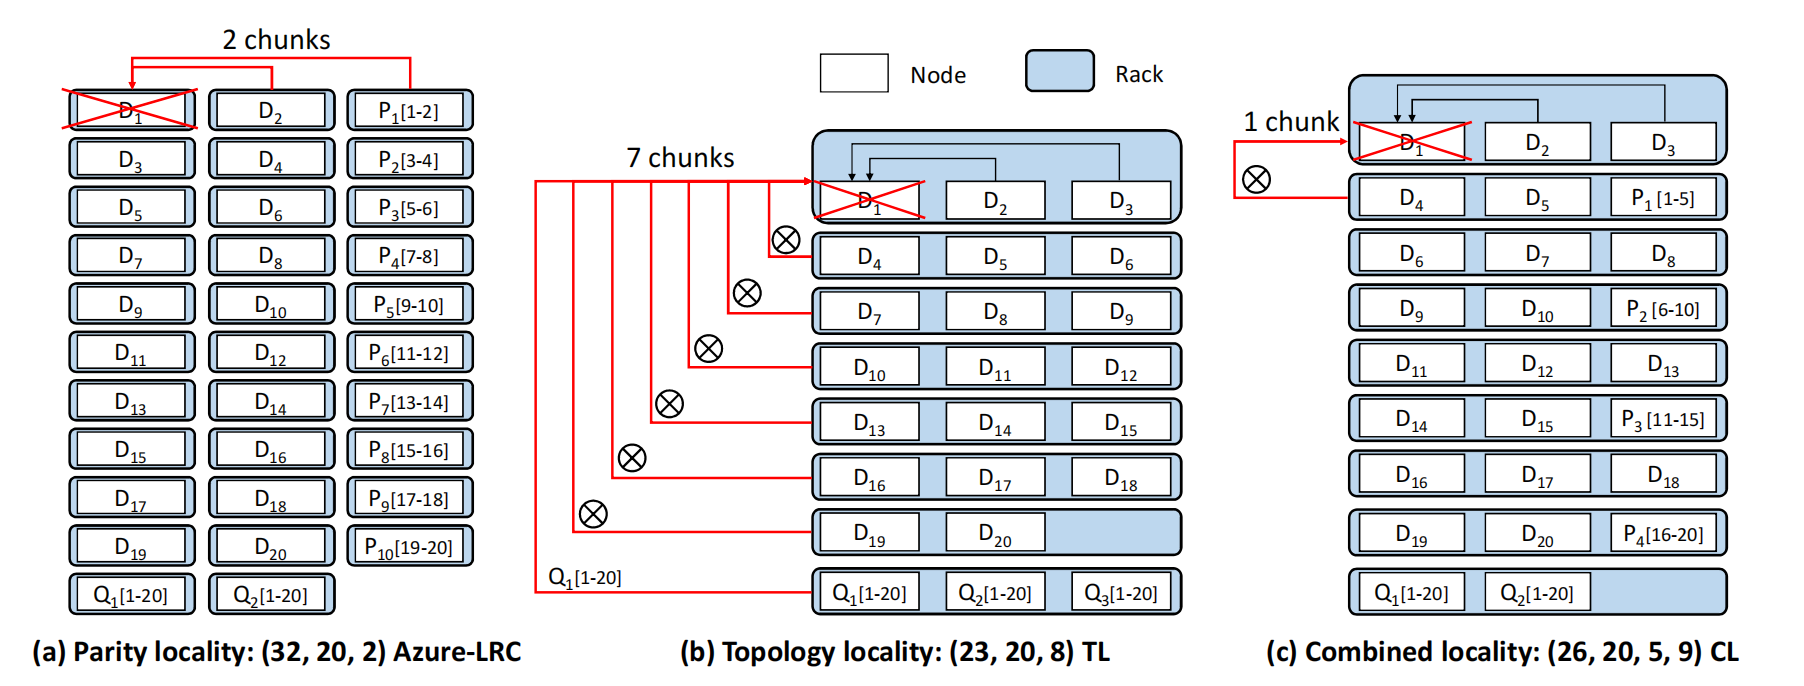 2 chunks
D1 D2 P1[1-2]
D3 D4 P2[3-4]
D5 D6 P3[5-6]
D7 D8 P4[7-8]
D9 D10 P5[9-10]
D11 D12 P6[11-12]
D13 D14 P7[13-14]
D15 D16 P8[15-16]
D17 D18 P9[17-18]
D19 D20 P10[19-20]
Q1[1-20] Q2[1-20]
(a) Parity locality: (32, 20, 2) Azure-LRC
Node Rack
7 chunks
D1 D2 D3
D4 D5 D6
D7 D8 D9
D10 D11 D12
D13 D14 D15
D16 D17 D18
D19 D20
Q1[1-20]
Q1[1-20] Q2[1-20] Q3[1-20]
(b) Topology locality: (23, 20, 8) TL
1 chunk
D1 D2 D3
D4 D5 P1 [1-5]
D6 D7 D8
D9 D10 P2 [6-10]
D11 D12 D13
D14 D15 P3 [11-15]
D16 D17 D18
D19 D20 P4[16-20]
Q1[1-20] Q2[1-20]
(c) Combined locality: (26, 20, 5, 9) CL